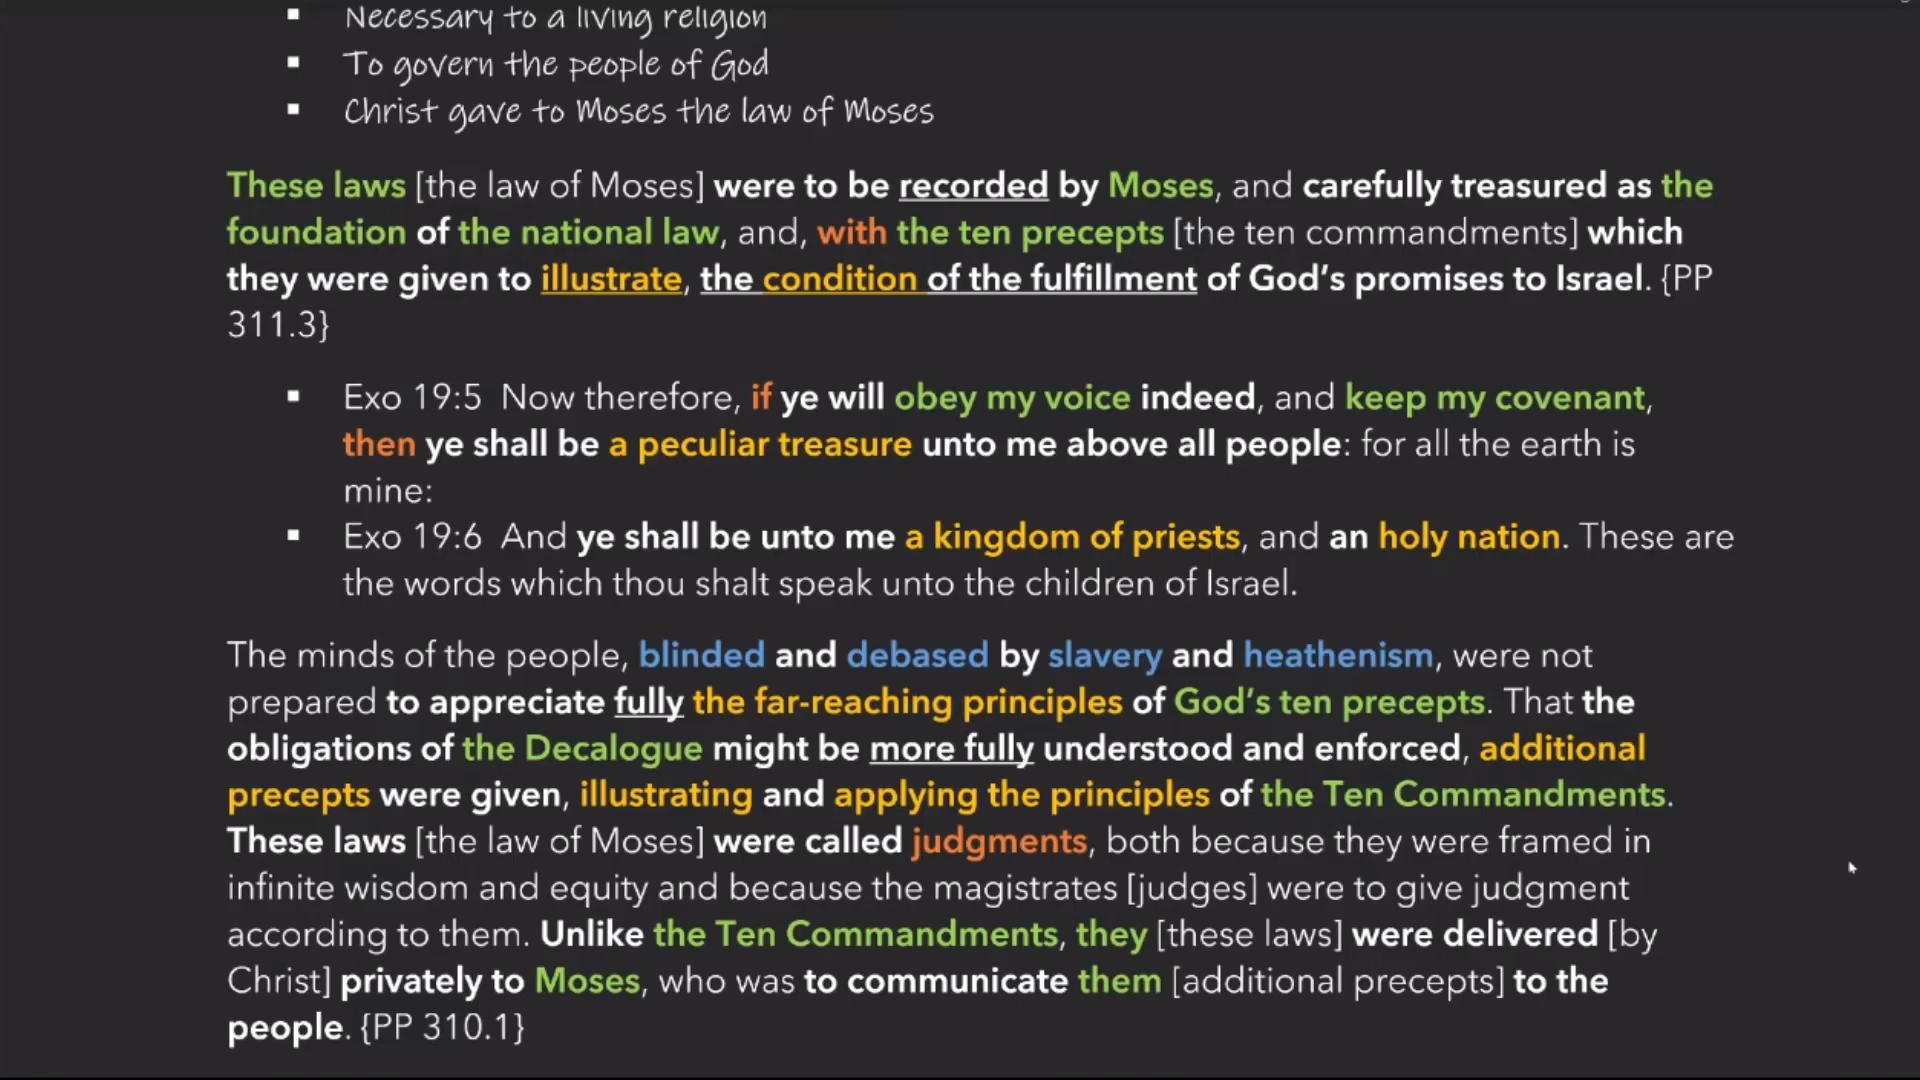 ▪ Necessary to a living religion
▪ To govern the people of God
▪ Christ gave to Moses the law of Moses
These laws [the law of Moses] were to be recorded by Moses, and carefully treasured as the
foundation of the national law, and, with the ten precepts [the ten commandments] which
they were given to illustrate, the condition of the fulfillment of God’s promises to Israel. {PP
311.3}
▪ Exo 19:5 Now therefore, if ye will obey my voice indeed, and keep my covenant,
then ye shall be a peculiar treasure unto me above all people: for all the earth is
mine:
▪ Exo 19:6 And ye shall be unto me a kingdom of priests, and an holy nation. These are
the words which thou shalt speak unto the children of Israel.
The minds of the people, blinded and debased by slavery and heathenism, were not
prepared to appreciate fully the far-reaching principles of God’s ten precepts. That the
obligations of the Decalogue might be more fully understood and enforced, additional
precepts were given, illustrating and applying the principles of the Ten Commandments.
These laws [the law of Moses] were called judgments, both because they were framed in
infinite wisdom and equity and because the magistrates [judges] were to give judgment
according to them. Unlike the Ten Commandments, they [these laws] were delivered [by
Christ] privately to Moses, who was to communicate them [additional precepts] to the
people. {PP 310.1}